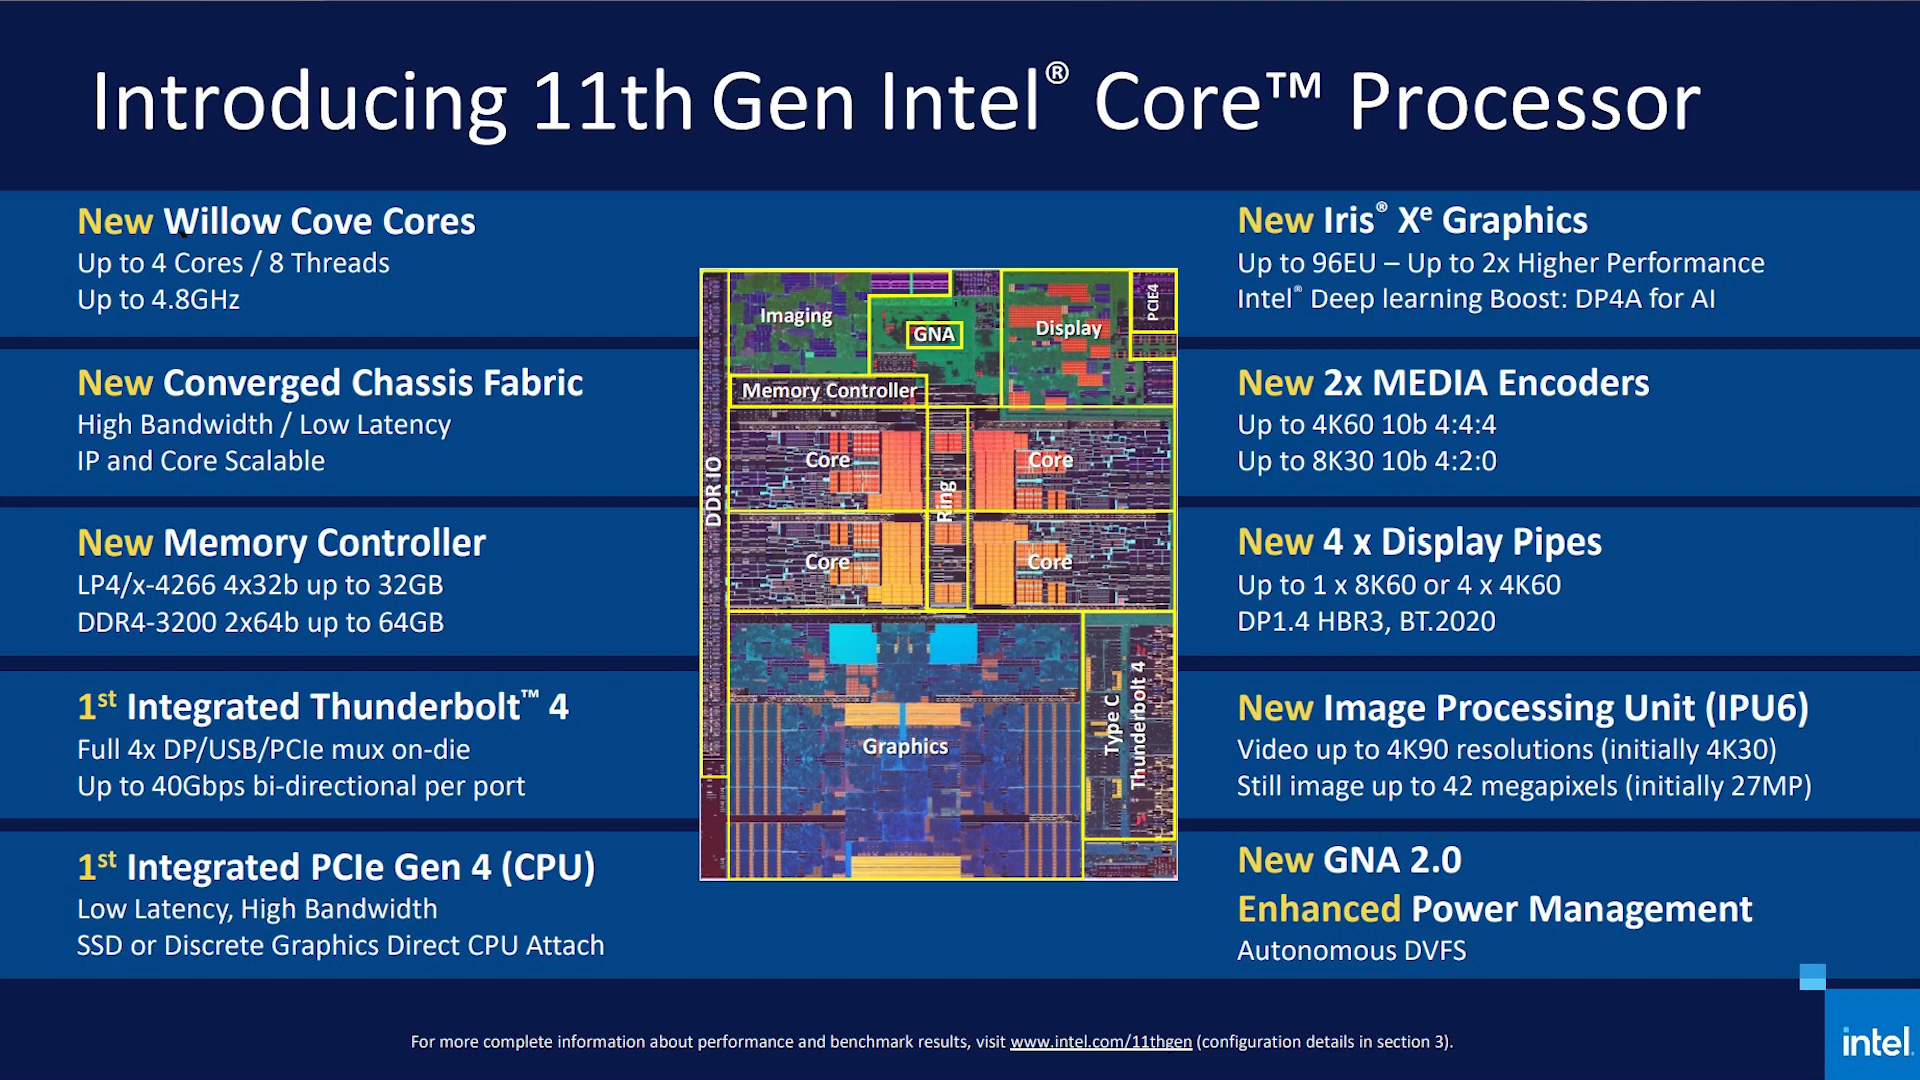 Introducing 11th Gen Intel® Core™ Processor
New Willow Cove Cores
Up to 4 Cores / 8 Threads
Up to 4.8GHz
New Converged Chassis Fabric
High Bandwidth / Low Latency
IP and Core Scalable
New Memory Controller
LP4/x-4266 4x32b up to 32GB
DDR4-3200 2x64b up to 64GB
1st Integrated Thunderbolt™ 4
Full 4x DP/USB/PCIe mux on-die
Up to 40Gbps bi-directional per port
1st Integrated PCIe Gen 4 (CPU)
Low Latency, High Bandwidth
SSD or Discrete Graphics Direct CPU Attach
Imaging
GNA
Display
PCIE4
Memory Controller
DDR IO
Core
Ring
Core
Core
Core
Graphics
Type C
Thunderbolt 4
New Iris® Xe Graphics
Up to 96EU – Up to 2x Higher Performance
Intel® Deep learning Boost: DP4A for AI
New 2x MEDIA Encoders
Up to 4K60 10b 4:4:4
Up to 8K30 10b 4:2:0
New 4 x Display Pipes
Up to 1 x 8K60 or 4 x 4K60
DP1.4 HBR3, BT.2020
New Image Processing Unit (IPU6)
Video up to 4K90 resolutions (initially 4K30)
Still image up to 42 megapixels (initially 27MP)
New GNA 2.0
Enhanced Power Management
Autonomous DVFS
For more complete information about performance and benchmark results, visit www.intel.com/11thgen (configuration details in section 3).
intel.